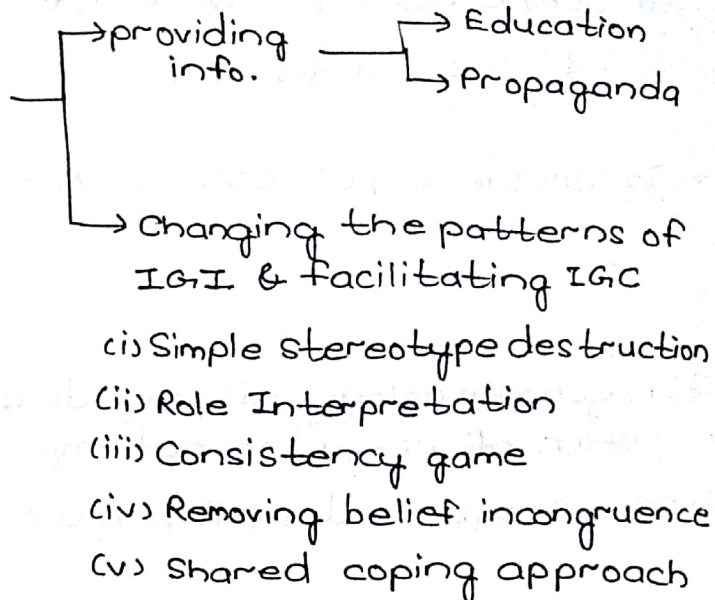 providing
info.
Education
Propaganda
Changing the patterns of
IGI & facilitating IGC
(i) Simple stereotype destruction
(ii) Role Interpretation
(iii) Consistency game
(iv) Removing belief incongruence
(v) Shared coping approach